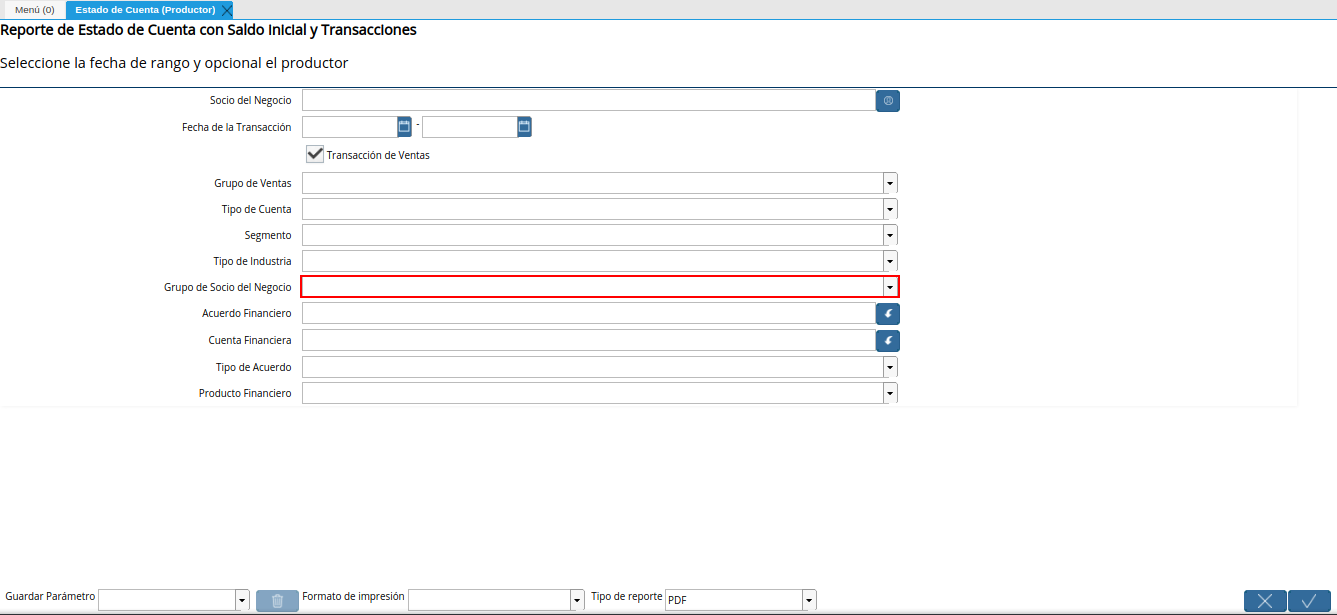 Menú (0) Estado de Cuenta (Productor)
Reporte de Estado de Cuenta con Saldo Inicial y Transacciones
Seleccione la fecha de rango y opcional el productor
Socio del Negocio
Fecha de la Transacción -
Transacción de Ventas
Grupo de Ventas
Tipo de Cuenta
Segmento
Tipo de Industria
Grupo de Socio del Negocio
Acuerdo Financiero
Cuenta Financiera
Tipo de Acuerdo
Producto Financiero
Guardar Parámetro Formato de impresión Tipo de reporte PDF